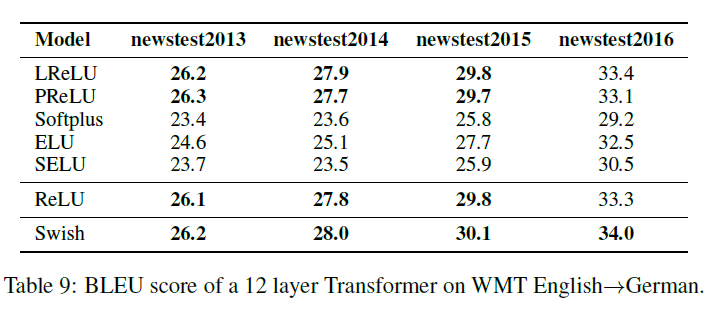 Model newstest2013 newstest2014 newstest2015 newstest2016
LReLU 26.2 27.9 29.8 33.4
PReLU 26.3 27.7 29.7 33.1
Softplus 23.4 23.6 25.8 29.2
ELU 24.6 25.1 27.7 32.5
SELU 23.7 23.5 25.9 30.5
ReLU 26.1 27.8 29.8 33.3
Swish 26.2 28.0 30.1 34.0
Table 9: BLEU score of a 12 layer Transformer on WMT English→German.